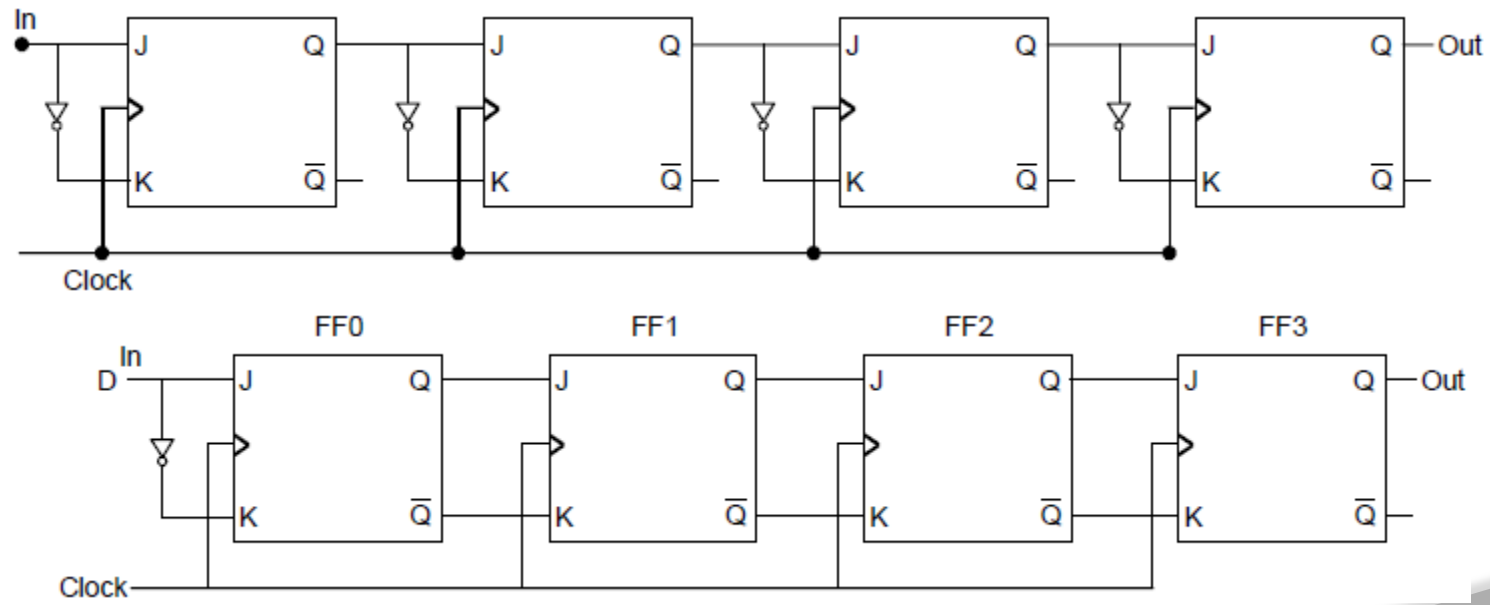 In
J Q J Q J Q J Q Out
K Q̅ K Q̅ K Q̅ K Q̅
Clock
FF0 FF1 FF2 FF3
In
D J Q J Q J Q J Q Out
K Q̅ K Q̅ K Q̅ K Q̅
Clock